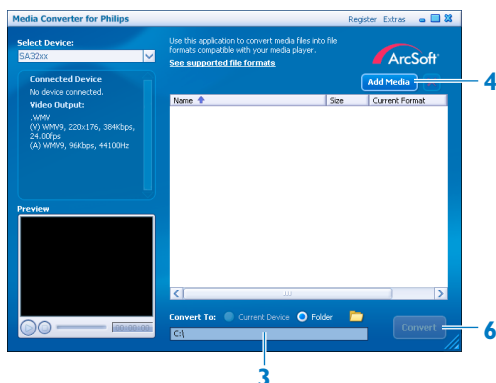 Media Converter for Philips
Register Extras
Select Device:
SA32xx
Use this application to convert media files into file
formats compatible with your media player.
See supported file formats
ArcSoft
Connected Device
No device connected.
Video Output:
.WMV
(V) WMV9, 220x176, 384Kbps,
24.00fps
(A) WMV9, 96Kbps, 44100Hz
Add Media
4
Name Size Current Format
Preview
00:00:00
Convert To: Current Device Folder
C:\
Convert
6
3